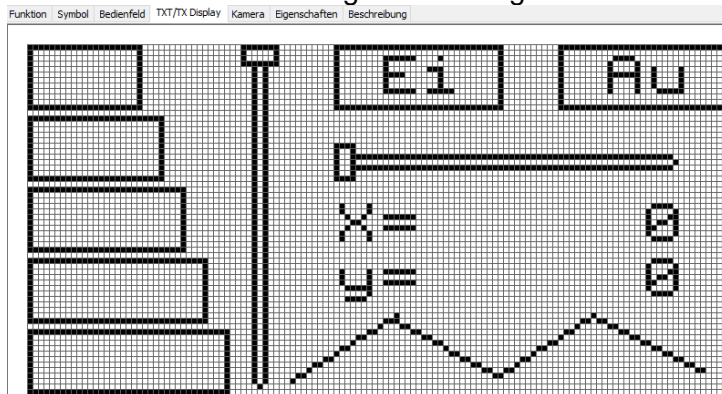 Funktion Symbol Bedienfeld TXT/TX Display Kamera Eigenschaften Beschreibung
Ei Au
x= 0
y= 0